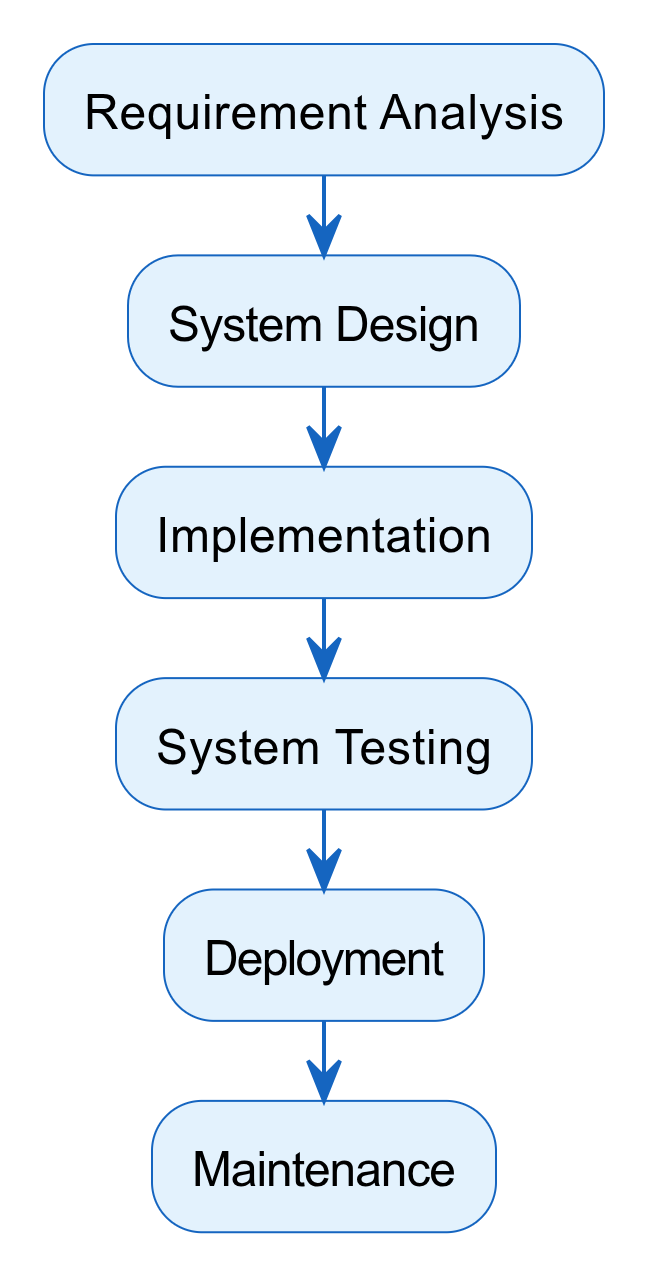 Requirement Analysis
System Design
Implementation
System Testing
Deployment
Maintenance